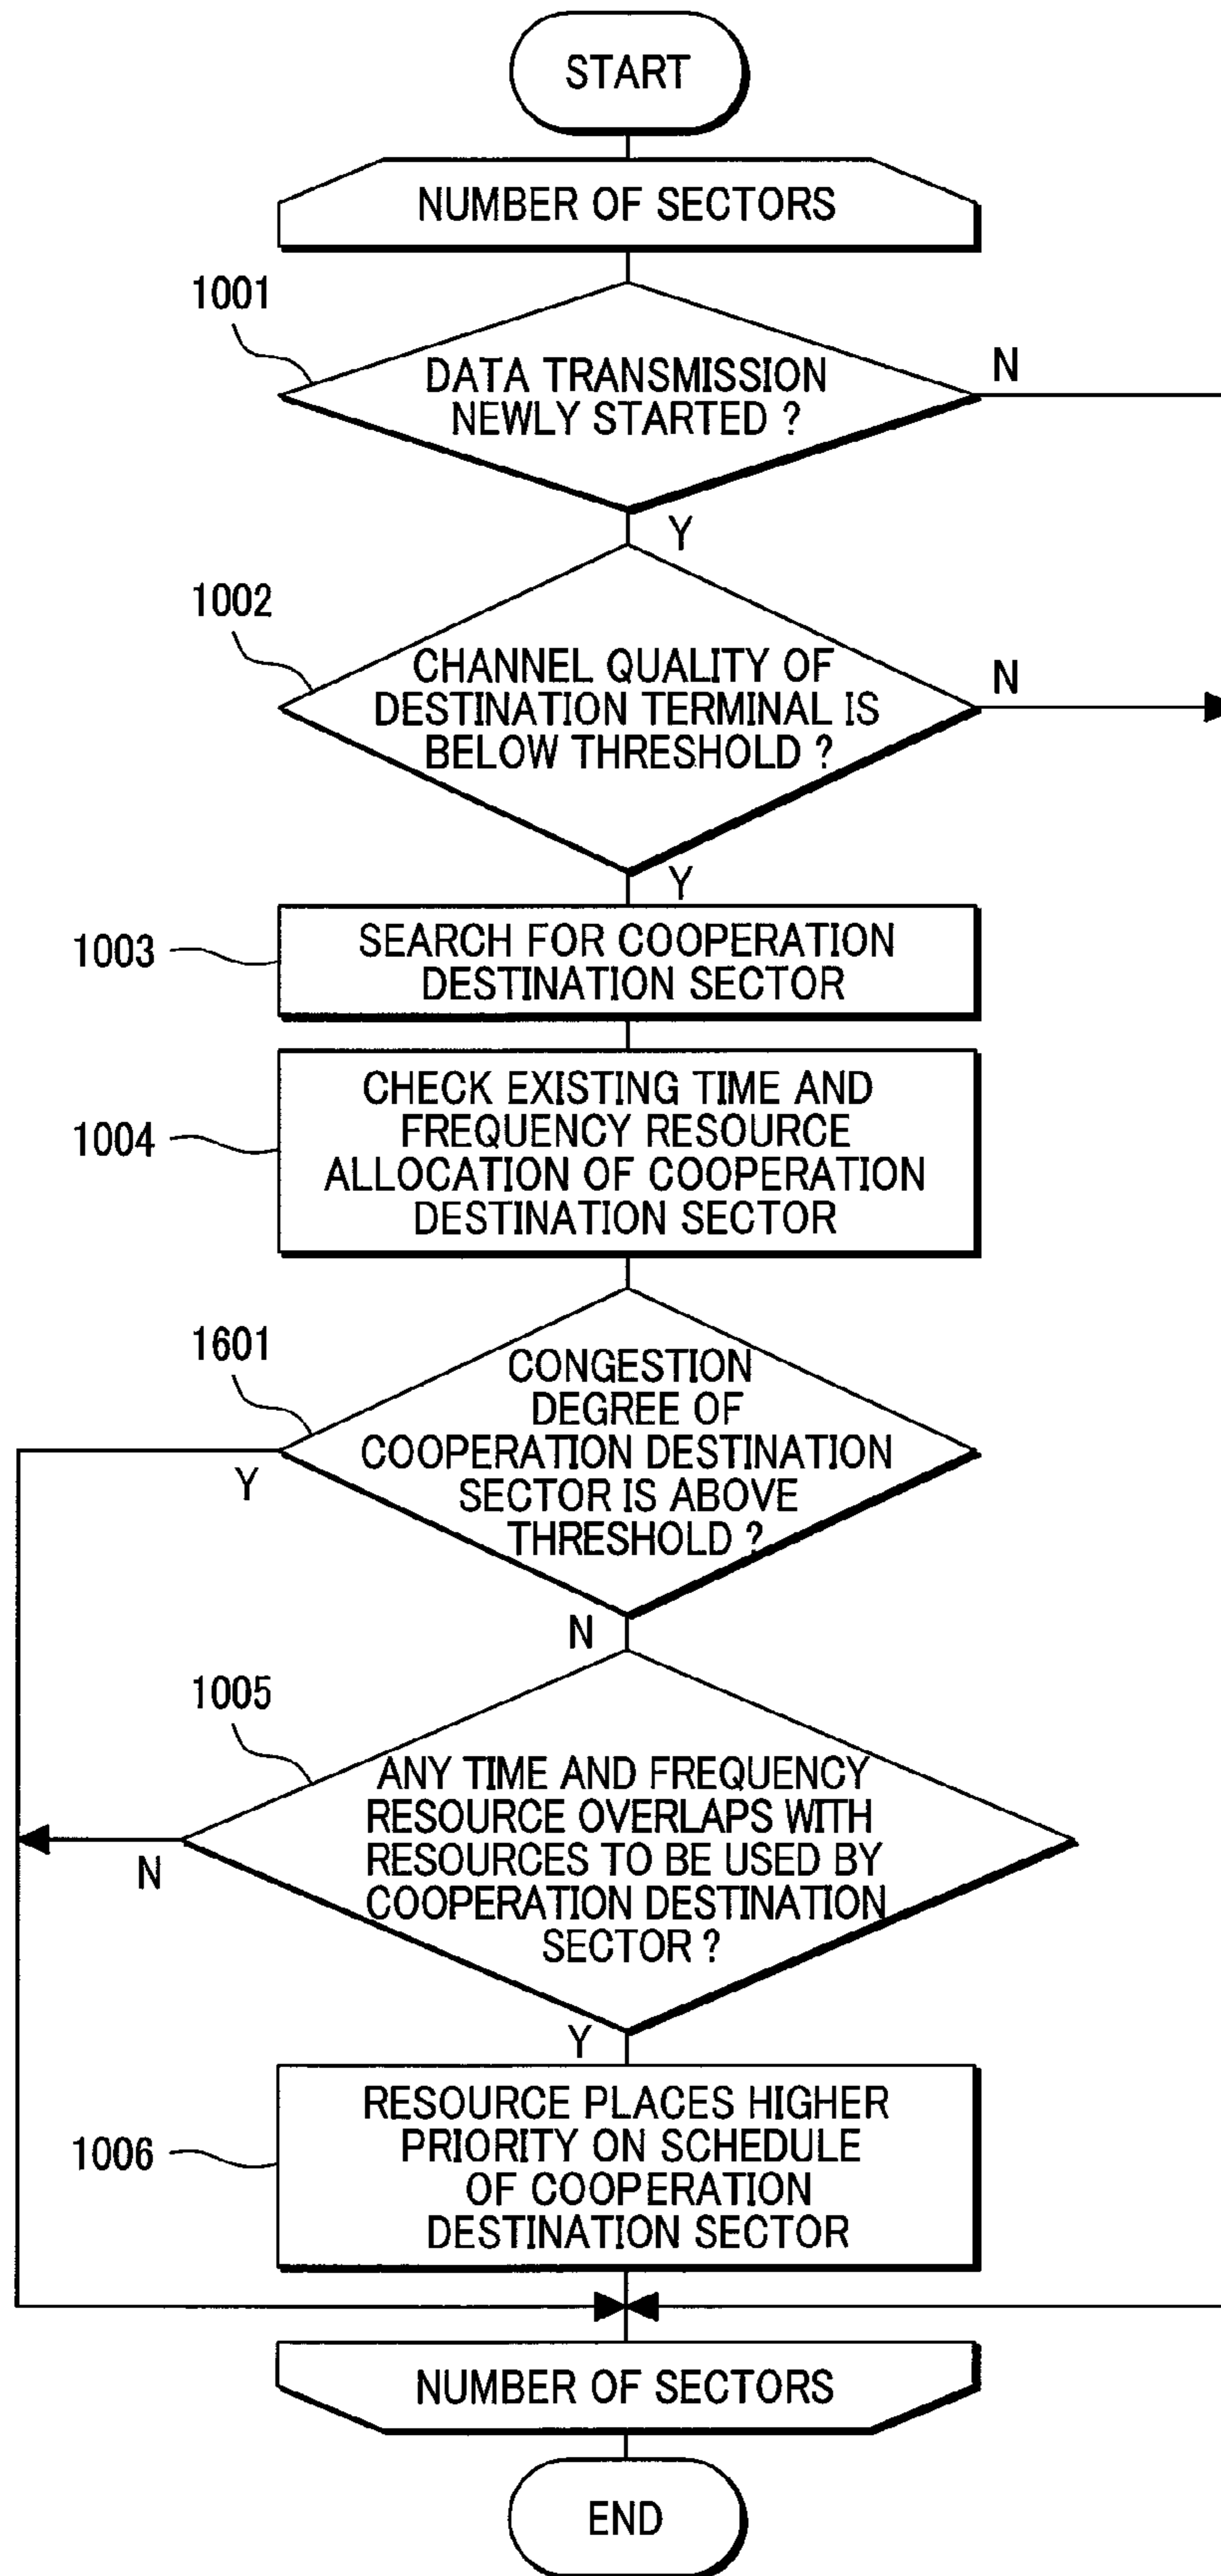 START
NUMBER OF SECTORS
1001
DATA TRANSMISSION
NEWLY STARTED ?
N
Y
1002
CHANNEL QUALITY OF
DESTINATION TERMINAL IS
BELOW THRESHOLD ?
N
Y
1003
SEARCH FOR COOPERATION
DESTINATION SECTOR
1004
CHECK EXISTING TIME AND
FREQUENCY RESOURCE
ALLOCATION OF COOPERATION
DESTINATION SECTOR
1601
CONGESTION
DEGREE OF
COOPERATION DESTINATION
SECTOR IS ABOVE
THRESHOLD ?
Y
N
1005
ANY TIME AND FREQUENCY
RESOURCE OVERLAPS WITH
RESOURCES TO BE USED BY
COOPERATION DESTINATION
SECTOR ?
N
Y
1006
RESOURCE PLACES HIGHER
PRIORITY ON SCHEDULE
OF COOPERATION
DESTINATION SECTOR
NUMBER OF SECTORS
END